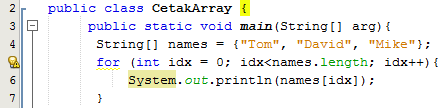 2 public class CetakArray {
3 public static void main(String[] arg){
4 String[] names = {"Tom", "David", "Mike"};
for (int idx = 0; idx<names.length; idx++){
6 System.out.println(names[idx]);
7 }